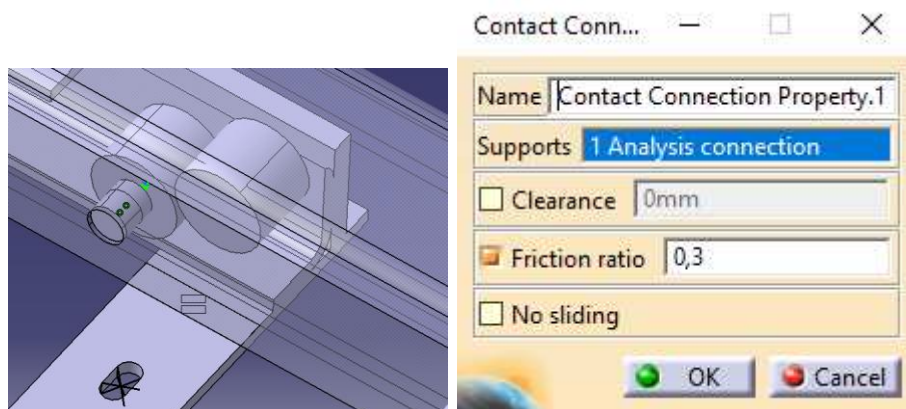 Contact Conn...
Name Contact Connection Property.1
Supports 1 Analysis connection
Clearance 0mm
Friction ratio 0,3
No sliding
OK Cancel